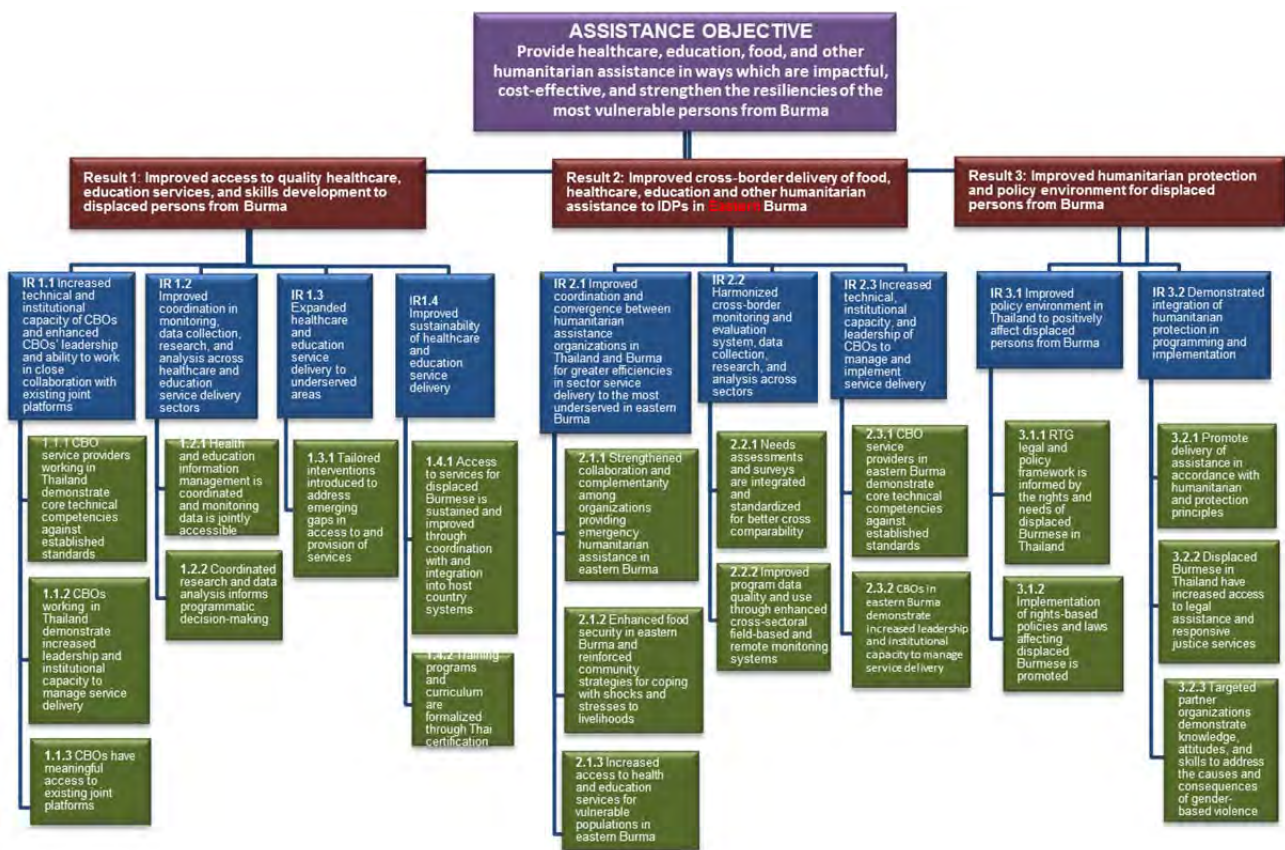 ASSISTANCE OBJECTIVE
Provide healthcare, education, food, and other
humanitarian assistance in ways which are impactful,
cost-effective, and strengthen the resiliencies of the
most vulnerable persons from Burma
Result 1: Improved access to quality healthcare,
education services, and skills development to
displaced persons from Burma
Result 2: Improved cross-border delivery of food,
healthcare, education and other humanitarian
assistance to IDPs in Eastern Burma
Result 3: Improved humanitarian protection
and policy environment for displaced
persons from Burma
IR 1.1 Increased
technical and
institutional capacity
of CBOs and enhanced
CBOs' leadership
and ability to work
in close
collaboration with
existing joint
platforms
1.1.1 CBO
service providers
working in
Thailand
demonstrate
core technical
competencies
against
established
standards
1.1.2 CBOs
working in
Thailand
demonstrate
increased
leadership and
institutional
capacity to
manage service
delivery
1.1.3 CBOs have
meaningful
access to
existing joint
platforms
IR 1.2
Improved
coordination in
monitoring,
data collection,
research, and
analysis across
healthcare and
education
service delivery
sectors
1.2.1 Health
and education
information
management is
coordinated
and monitoring
data is jointly
accessible
1.2.2 Coordinated
research and data
analysis informs
programmatic
decision-making
IR 1.3
Expanded
healthcare and
education
service
delivery to
underserved
areas
1.3.1 Tailored
interventions
introduced to
address
emerging
gaps in
access to and
provision of
services
IR1.4
Improved
sustainability of
healthcare and
education
service
delivery
1.4.1 Access
to services for
displaced
Burmese is
sustained and
improved
through
coordination
with and
integration
into host
country
systems
1.4.2 Training
programs
and
curriculum
are
formalized
through Thai
certification
IR 2.1 Improved
coordination and
convergence between
humanitarian
assistance
organizations in
Thailand and Burma
for greater efficiencies
in sector service
delivery to the most
underserved in eastern
Burma
2.1.1
Strengthened
collaboration and
complementarity
among
organizations
providing
emergency
humanitarian
assistance in
eastern Burma
2.1.2 Enhanced food
security in eastern
Burma and
reinforced
community
strategies for coping
with shocks and
stresses to
livelihoods
2.1.3 Increased
access to health
and education
services for
vulnerable
populations in
eastern Burma
IR 2.2
Harmonized
cross-border
monitoring and
evaluation
system, data
collection,
research, and
analysis across
sectors
2.2.1 Needs
assessments
and surveys
are integrated
and
standardized
for better cross
comparability
2.2.2 Improved
program data
quality and use
through enhanced
cross-sectoral
field-based and
remote monitoring
systems
IR 2.3 Increased
technical,
institutional
capacity, and
leadership of
CBOs to
manage and
implement
service delivery
2.3.1 CBO
service
providers in
eastern Burma
demonstrate
core technical
competencies
against
established
standards
2.3.2 CBOs in
eastern Burma
demonstrate
increased leadership
and institutional
capacity to manage
service delivery
IR 3.1 Improved
policy environment in
Thailand to positively
affect displaced
persons from Burma
3.1.1 RTG
legal and
policy
framework is
informed by
the rights and
needs of
displaced
Burmese in
Thailand
3.1.2
Implementation
of rights-based
policies and laws
affecting
displaced
Burmese is
promoted
IR 3.2 Demonstrated
integration of
humanitarian
protection in
programming and
implementation
3.2.1 Promote
delivery of
assistance in
accordance with
humanitarian
and protection
principles
3.2.2 Displaced
Burmese in
Thailand have
increased access
to legal
assistance and
responsive
justice services
3.2.3 Targeted
partner
organizations
demonstrate
knowledge,
attitudes, and
skills to address
the causes and
consequences
of gender-
based violence